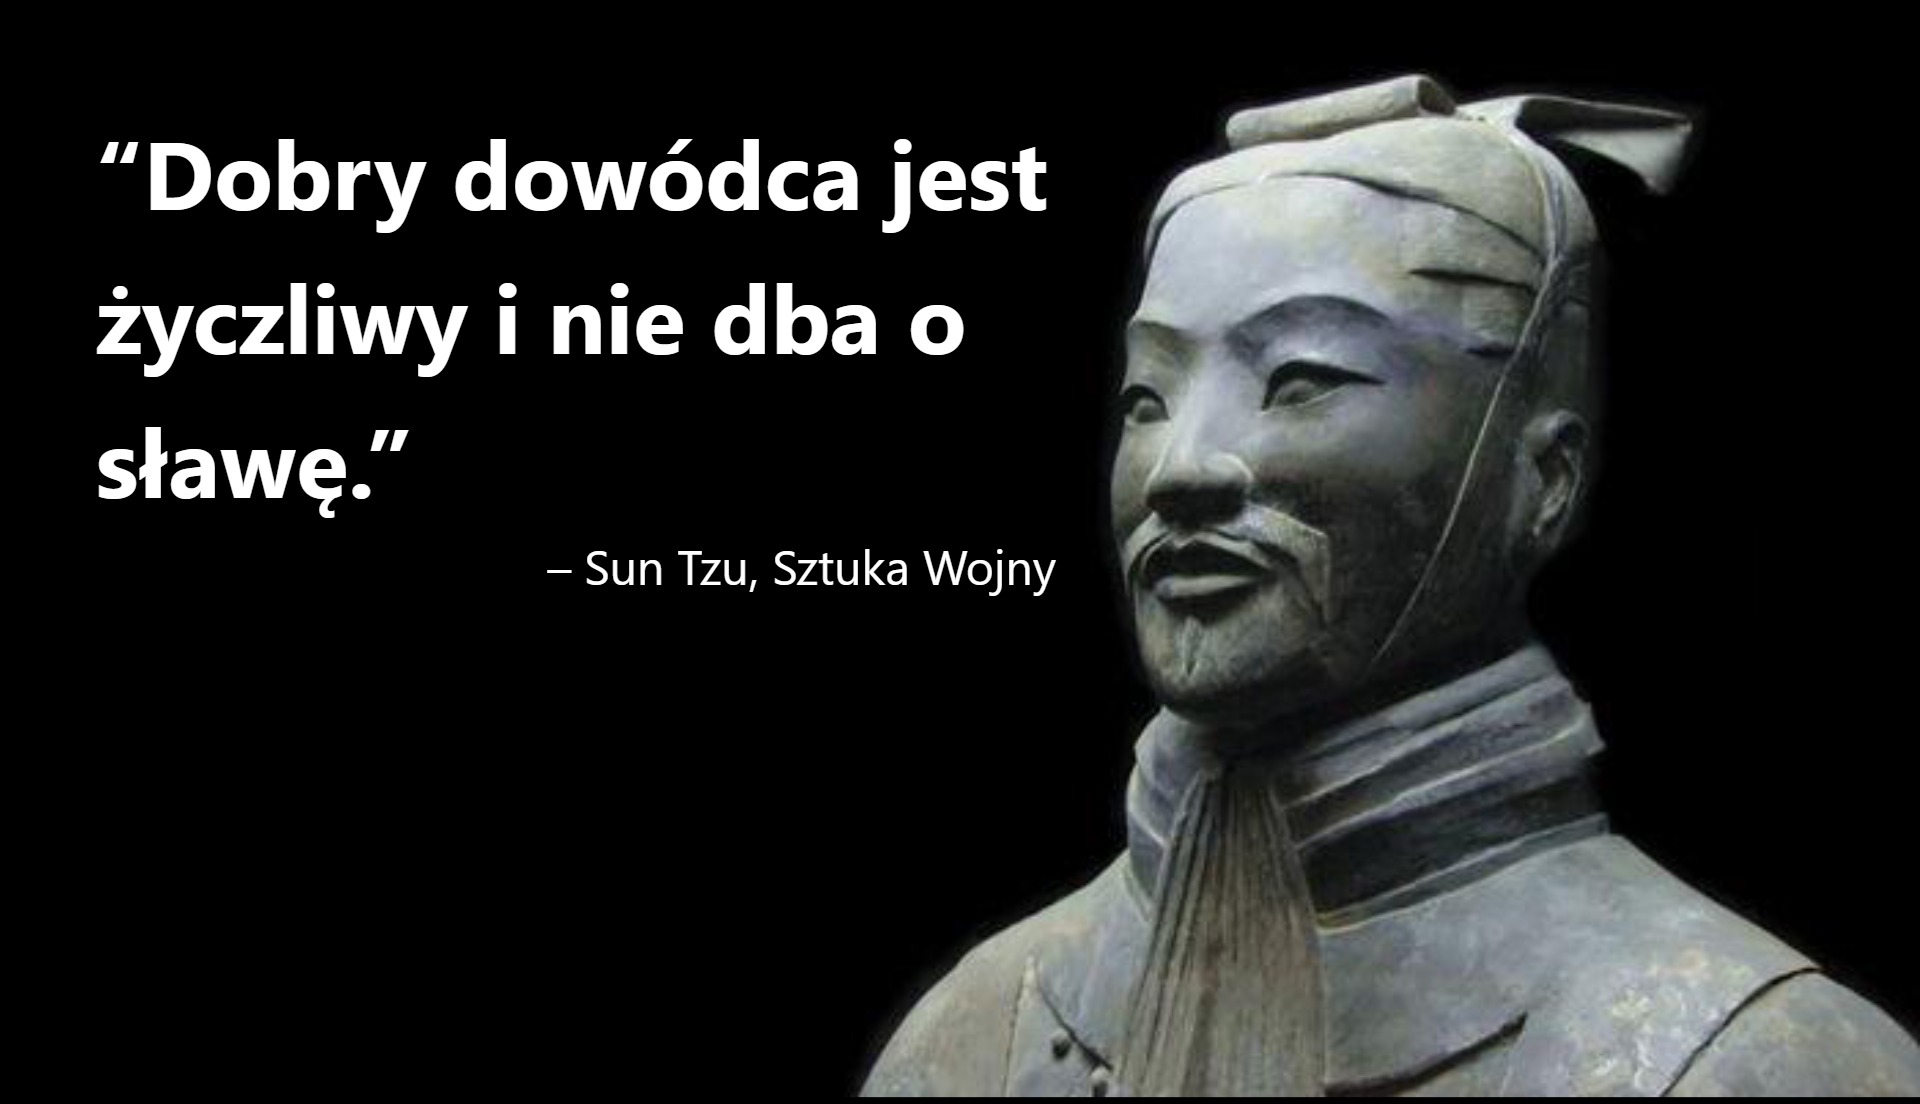 “Dobry dowódca jest
życzliwy i nie dba o
sławę.”
– Sun Tzu, Sztuka Wojny